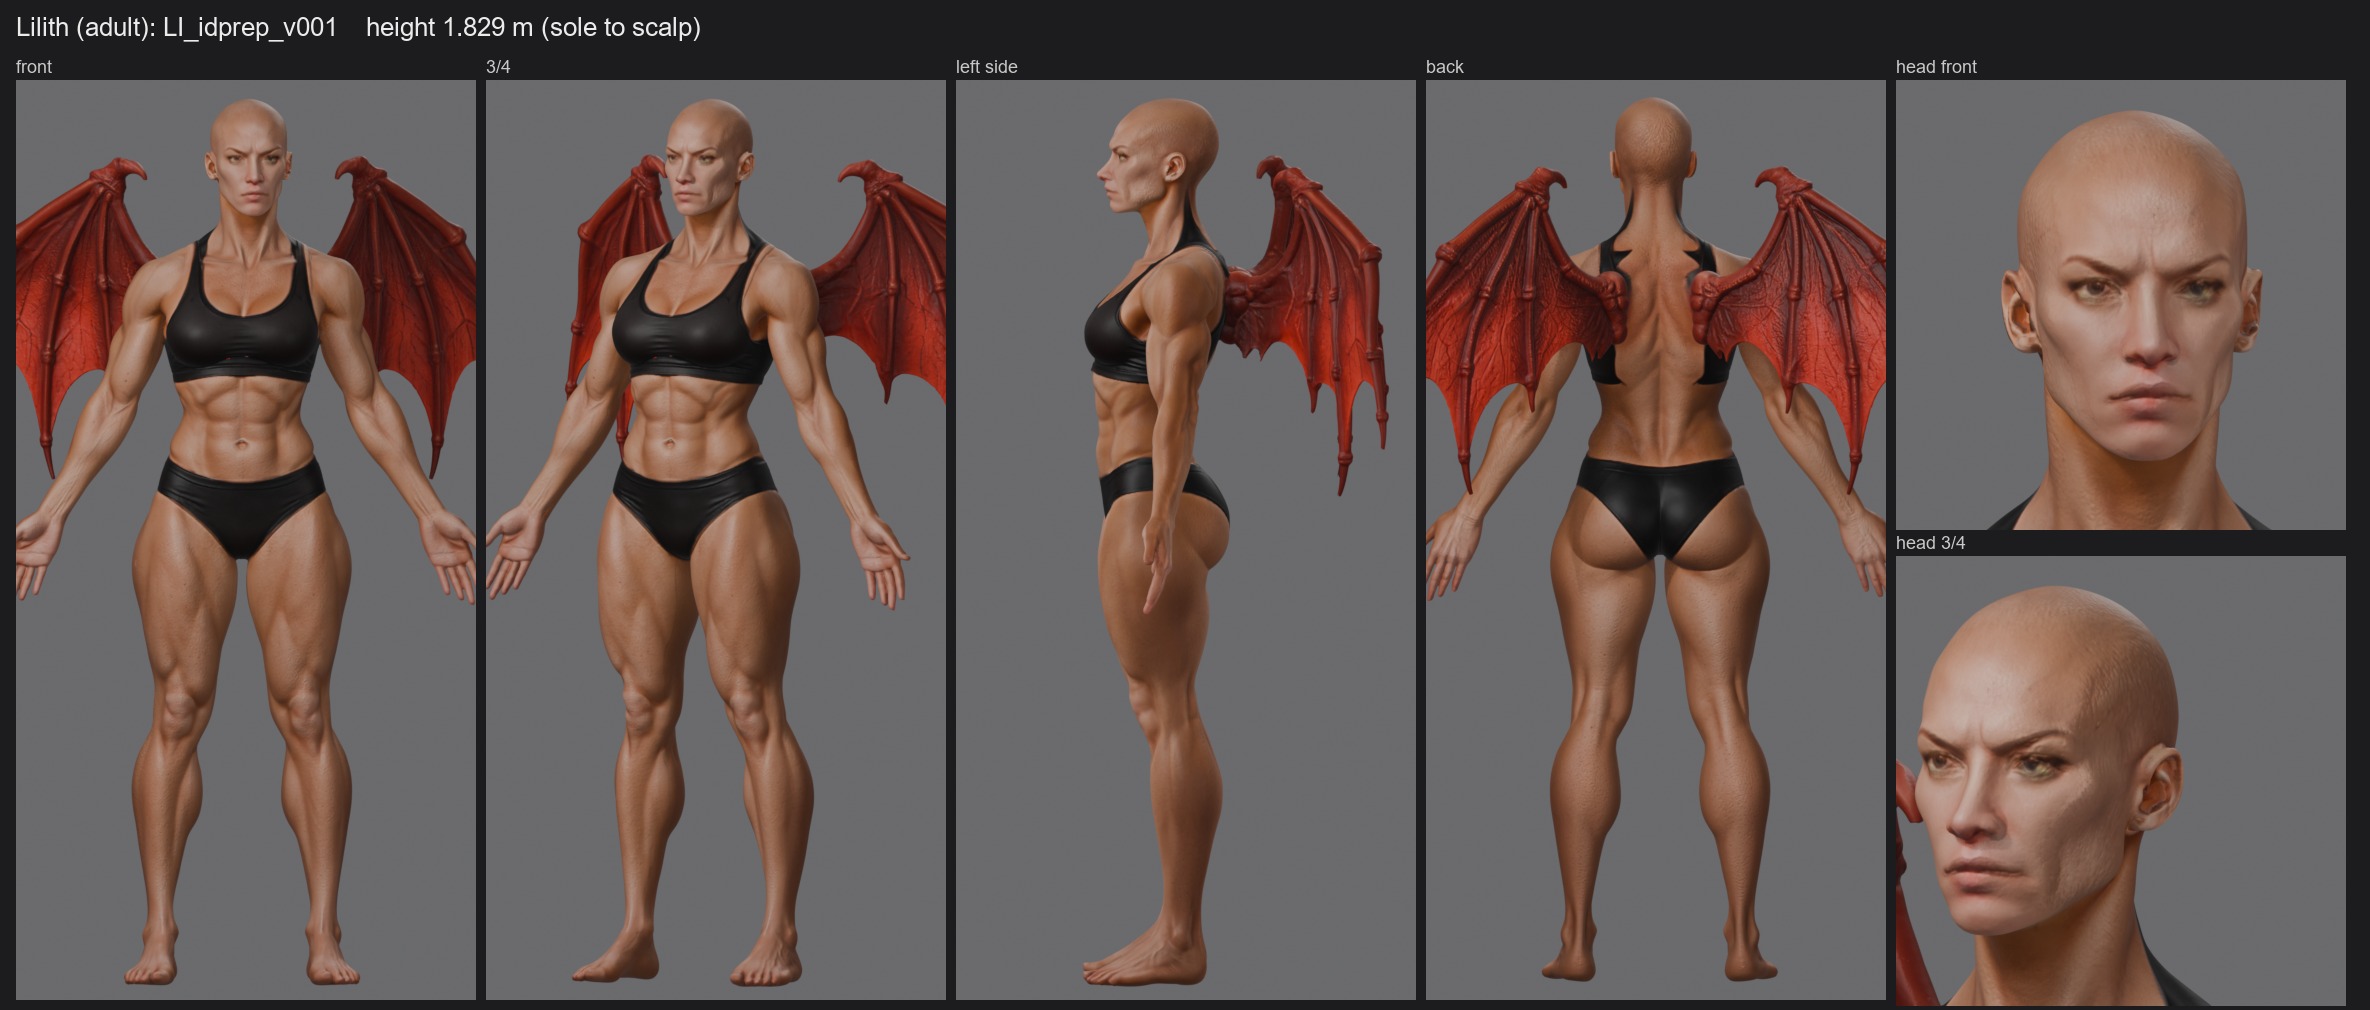 Lilith (adult): LI_idprep_v001    height 1.829 m (sole to scalp)
front
3/4
left side
back
head front
head 3/4